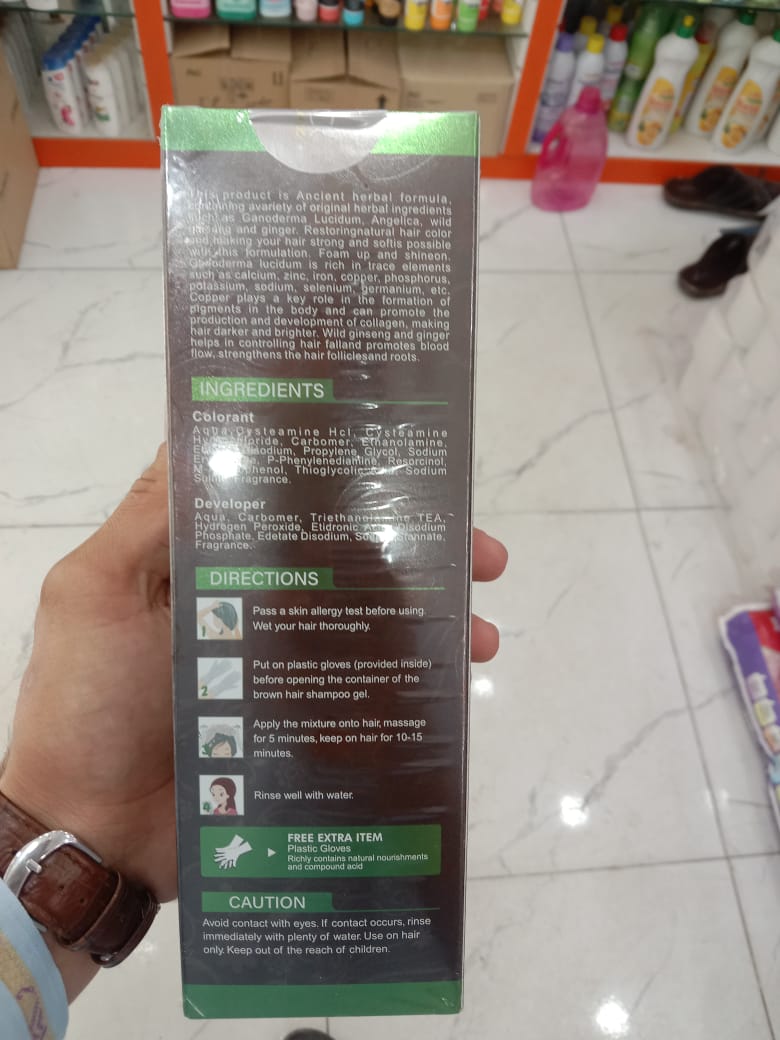 This product is Ancient herbal formula,
avariety of original herbal ingredients
such as Ganoderma Lucidum, Angelica, wild
and ginger. Restoringnatural hair color
and making your hair strong and softis possible
with this formulation. Foam up and shineon.
lucidum is rich in trace elements
such as calcium, zinc, iron, copper, phosphorus,
potassium, sodium, selenium, germanium, etc.
Copper plays a key role in the formation of
pigments in the body and can promote the
production and development of collagen, making
hair darker and brighter. Wild ginseng and ginger
helps in controlling hair falland promotes blood
flow, strengthens the hair folliclesand roots.
INGREDIENTS
Colorant
Aqua, Cysteamine Hcl, Cysteamine
Carbomer, Ethanolamine,
Propylene Glycol, Sodium
P-Phenylenediamine, Resorcinol,
Thioglycolic Sodium
Fragrance.
Developer
Aqua, Carbomer, Triethanolamine TEA,
Hydrogen Peroxide, Etidronic Disodium
Phosphate, Edetate Disodium, Stannate,
Fragrance.
DIRECTIONS
1
Pass a skin allergy test before using.
Wet your hair thoroughly.
2
Put on plastic gloves (provided inside)
before opening the container of the
brown hair shampoo gel.
Apply the mixture onto hair, massage
for 5 minutes, keep on hair for 10-15
minutes.
4
Rinse well with water.
FREE EXTRA ITEM
Plastic Gloves
Richly contains natural nourishments
and compound acid
CAUTION
Avoid contact with eyes. If contact occurs, rinse
immediately with plenty of water. Use on hair
only. Keep out of the reach of children.